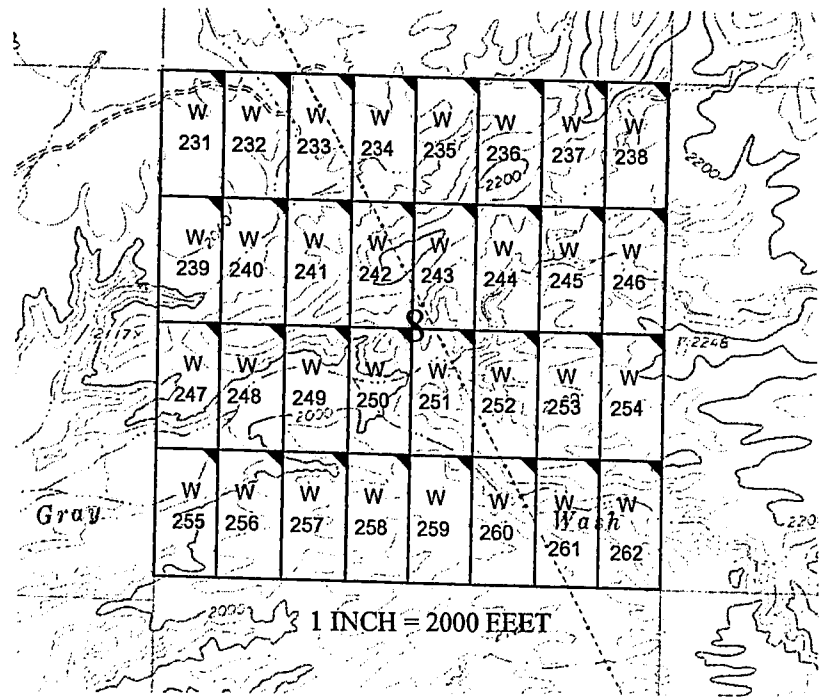 W W W W W W W W
231 232 233 234 235 236 237 238
2200
2200
W W W W W W W W
239 240 241 242 243 244 245 246
8
2248
W W W W W W W W
247 248 249 250 251 252 253 254
2000
W W W W W W W W
Gray Wash
255 256 257 258 259 260 261 262
2000
1 INCH = 2000 FEET